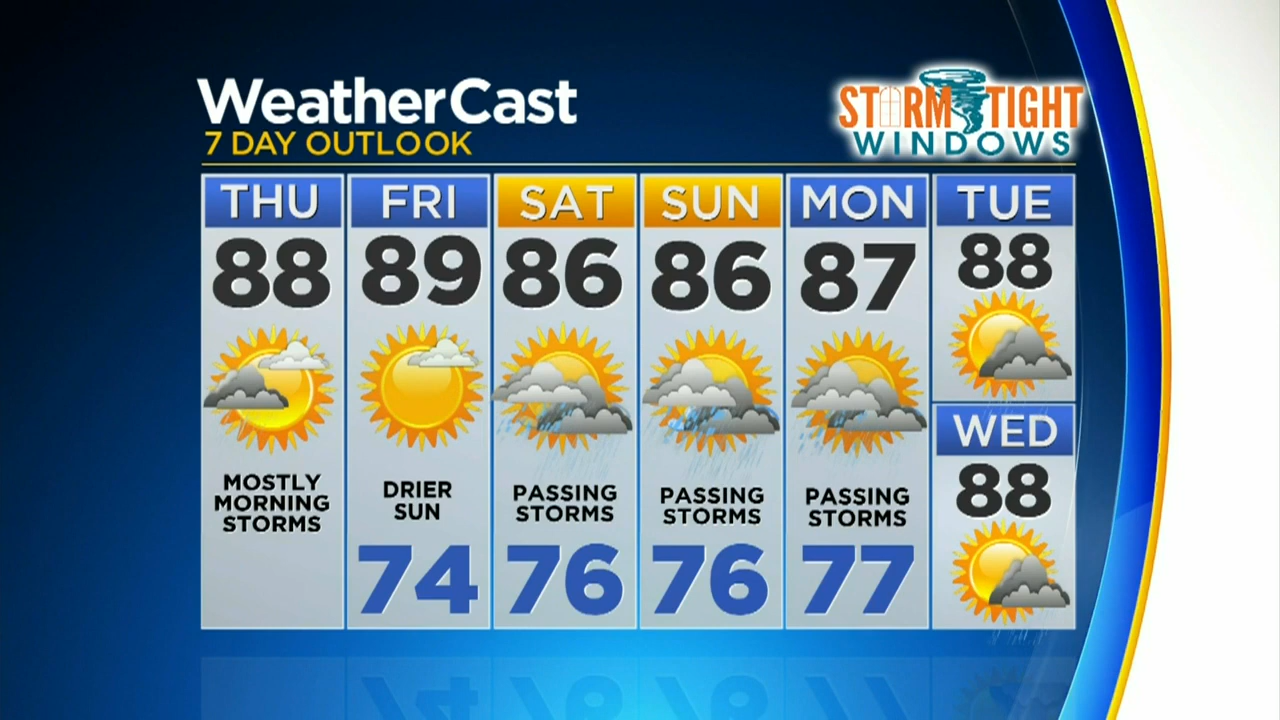 WeatherCast
7 DAY OUTLOOK
STORM TIGHT
WINDOWS
THU
88
MOSTLY
MORNING
STORMS
FRI
89
DRIER
SUN
74
SAT
86
PASSING
STORMS
76
SUN
86
PASSING
STORMS
76
MON
87
PASSING
STORMS
77
TUE
88
WED
88